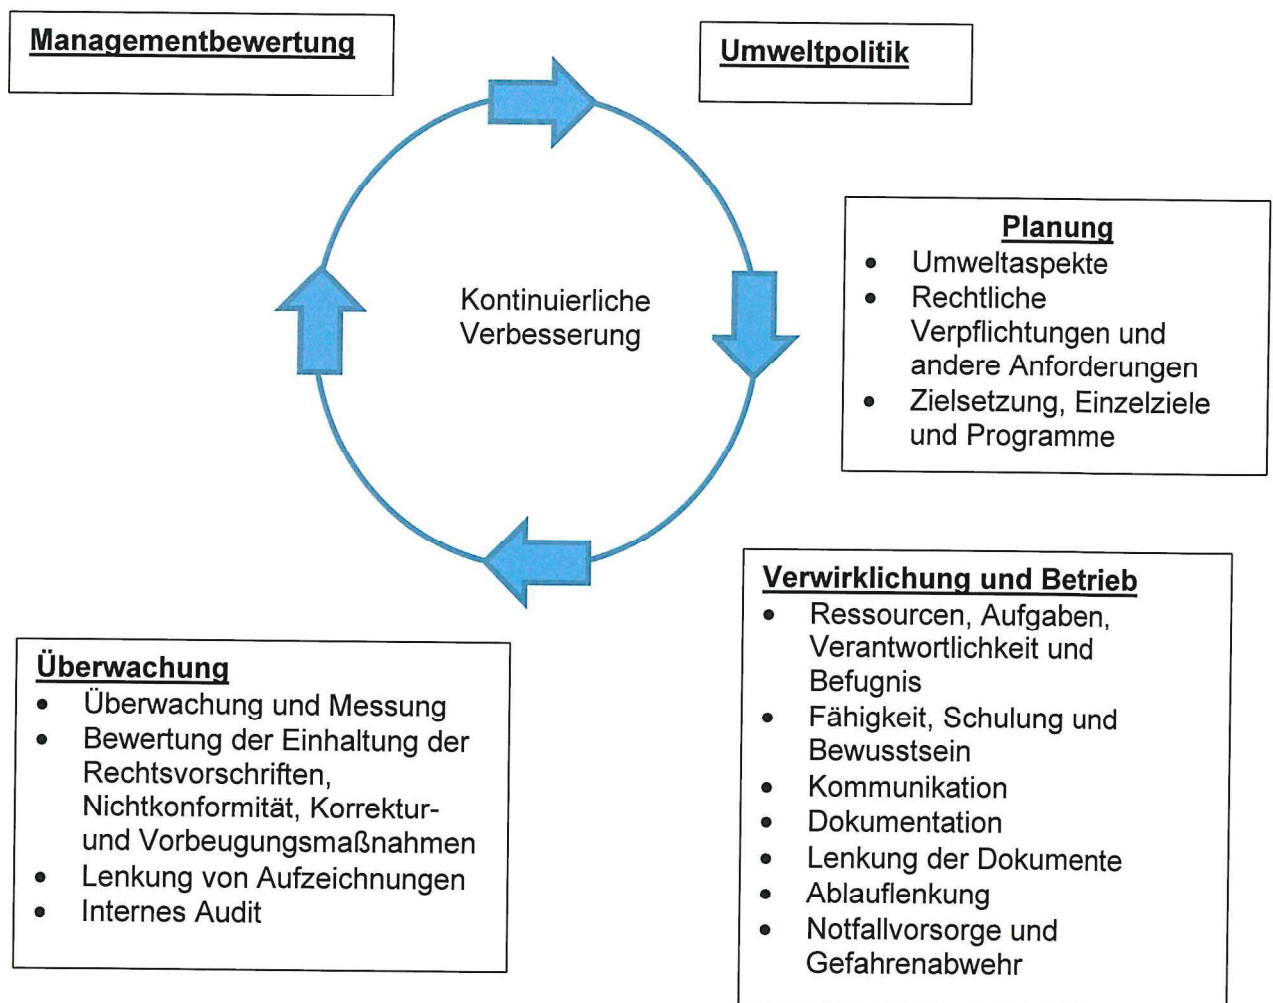 Managementbewertung
Umweltpolitik
Planung
• Umweltaspekte
• Rechtliche
Verpflichtungen und
andere Anforderungen
• Zielsetzung, Einzelziele
und Programme
Kontinuierliche
Verbesserung
Verwirklichung und Betrieb
• Ressourcen, Aufgaben,
Verantwortlichkeit und
Befugnis
• Fähigkeit, Schulung und
Bewusstsein
• Kommunikation
• Dokumentation
• Lenkung der Dokumente
• Ablauflenkung
• Notfallvorsorge und
Gefahrenabwehr
Überwachung
• Überwachung und Messung
• Bewertung der Einhaltung der
Rechtsvorschriften,
Nichtkonformität, Korrektur-
und Vorbeugungsmaßnahmen
• Lenkung von Aufzeichnungen
• Internes Audit